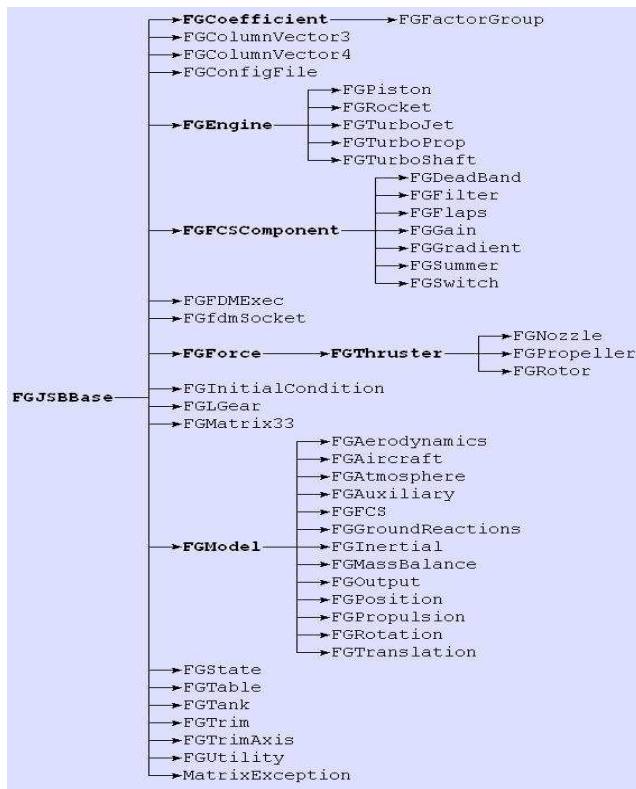 FGCoefficient FGFactorGroup
FGColumnVector3
FGColumnVector4
FGConfigFile
FGPiston
FGRocket
FGEngine FGTurboJet
FGTurboProp
FGTurboShaft
FGDeadBand
FGFilter
FGFlaps
FGFCSComponent FGGain
FGGradient
FGSummer
FGSwitch
FGFDMExec
FGfdmSocket
FGNozzle
FGForce FGThruster FGPropeller
FGRotor
FGInitialCondition
FGJSBBase FGLGear
FGMatrix33
FGAerodynamics
FGAircraft
FGAtmosphere
FGAuxiliary
FGFCS
FGGroundReactions
FGModel FGInertial
FGMassBalance
FGOutput
FGPosition
FGPropulsion
FGRotation
FGTranslation
FGState
FGTable
FGTank
FGTrim
FGTrimAxis
FGUtility
MatrixException